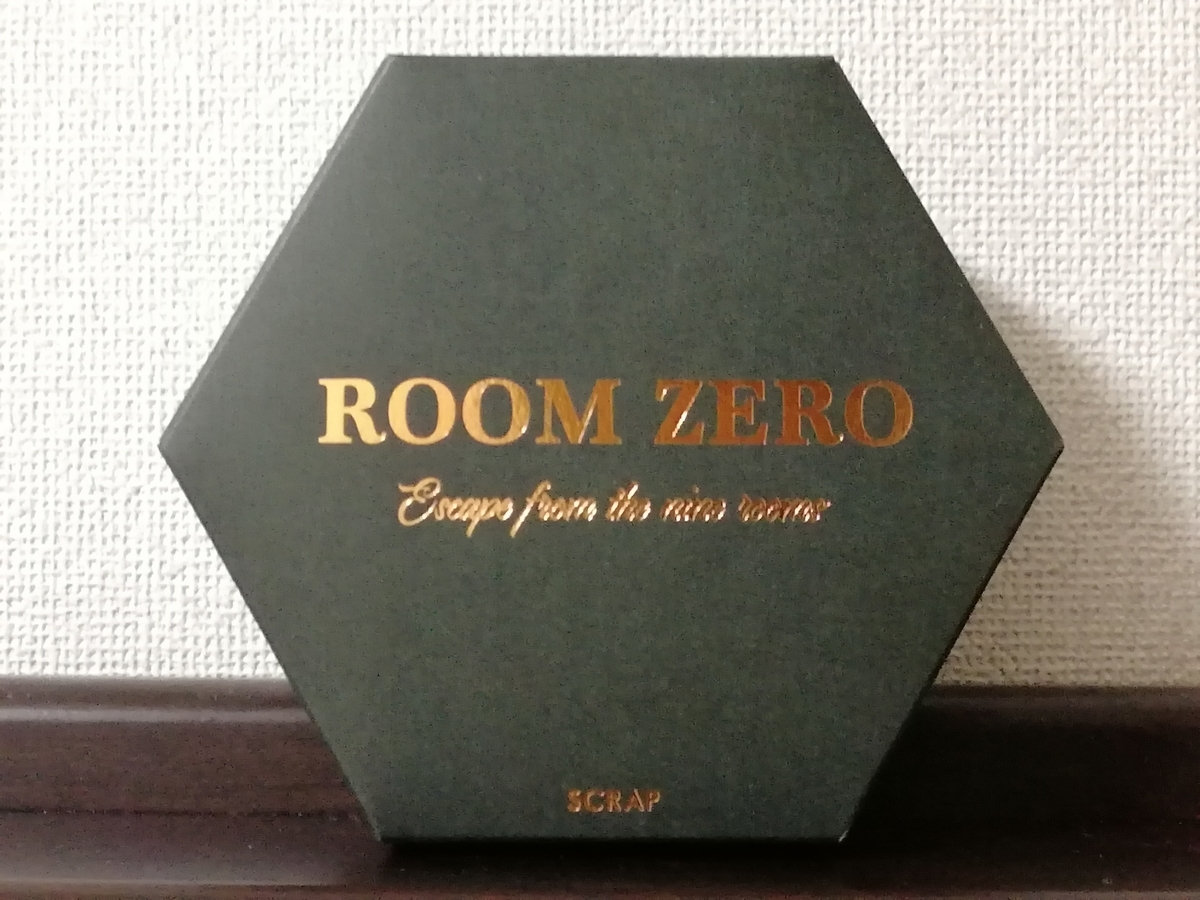 ROOM ZERO
Escape from the nine rooms
SCRAP